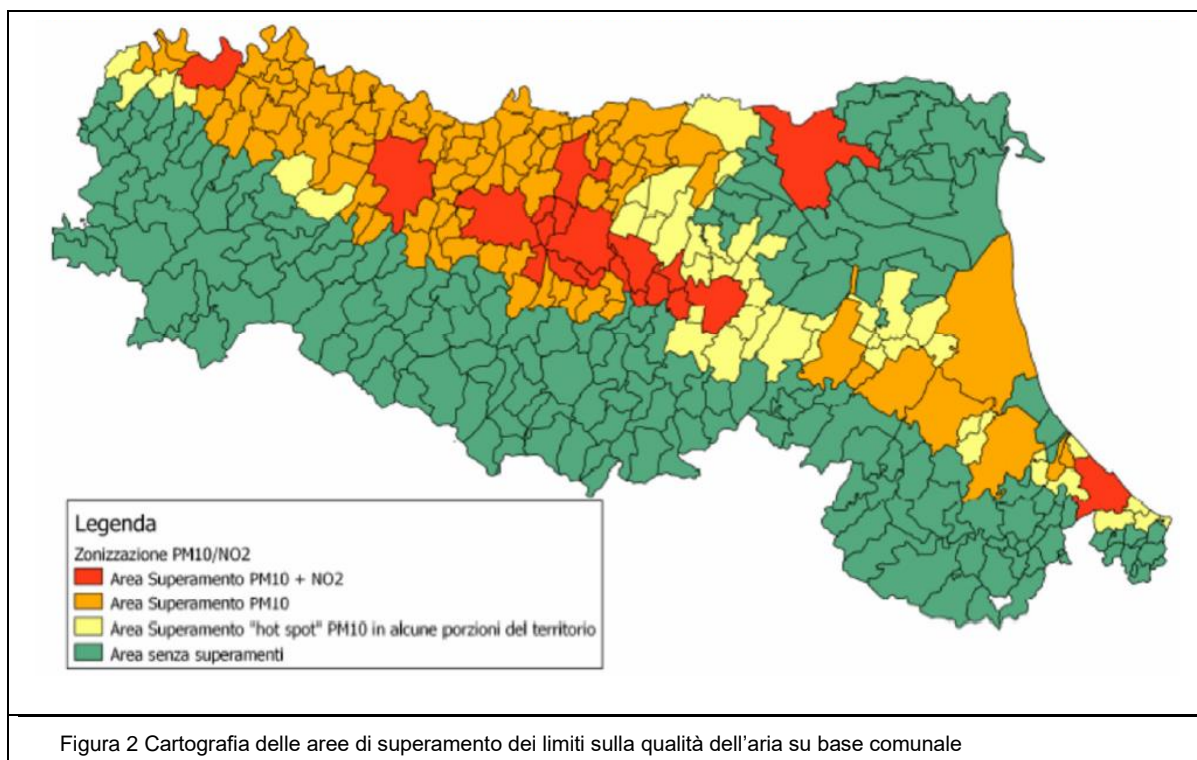 Legenda
Zonizzazione PM10/NO2
Area Superamento PM10 + NO2
Area Superamento PM10
Area Superamento "hot spot" PM10 in alcune porzioni del territorio
Area senza superamenti
Figura 2 Cartografia delle aree di superamento dei limiti sulla qualità dell’aria su base comunale